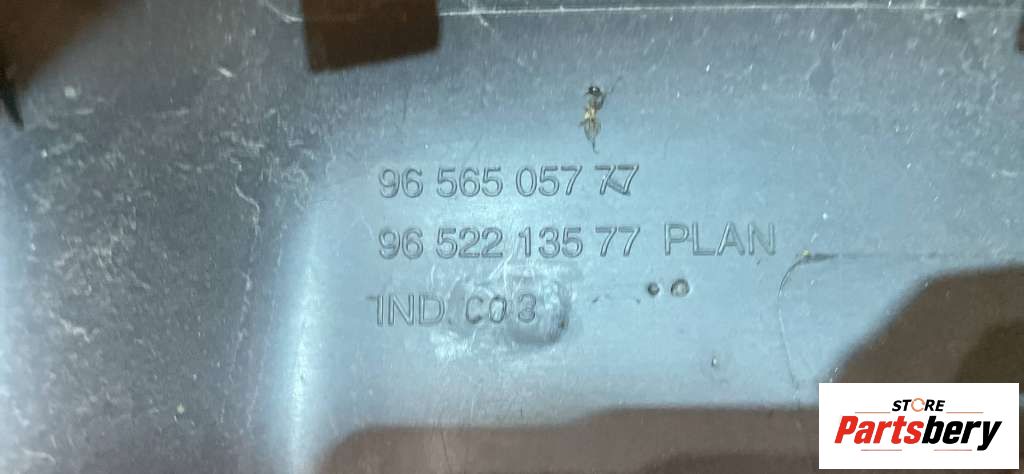 96 565 057 77
96 522 135 77 PLAN
IND. C03
STORE
Partsbery